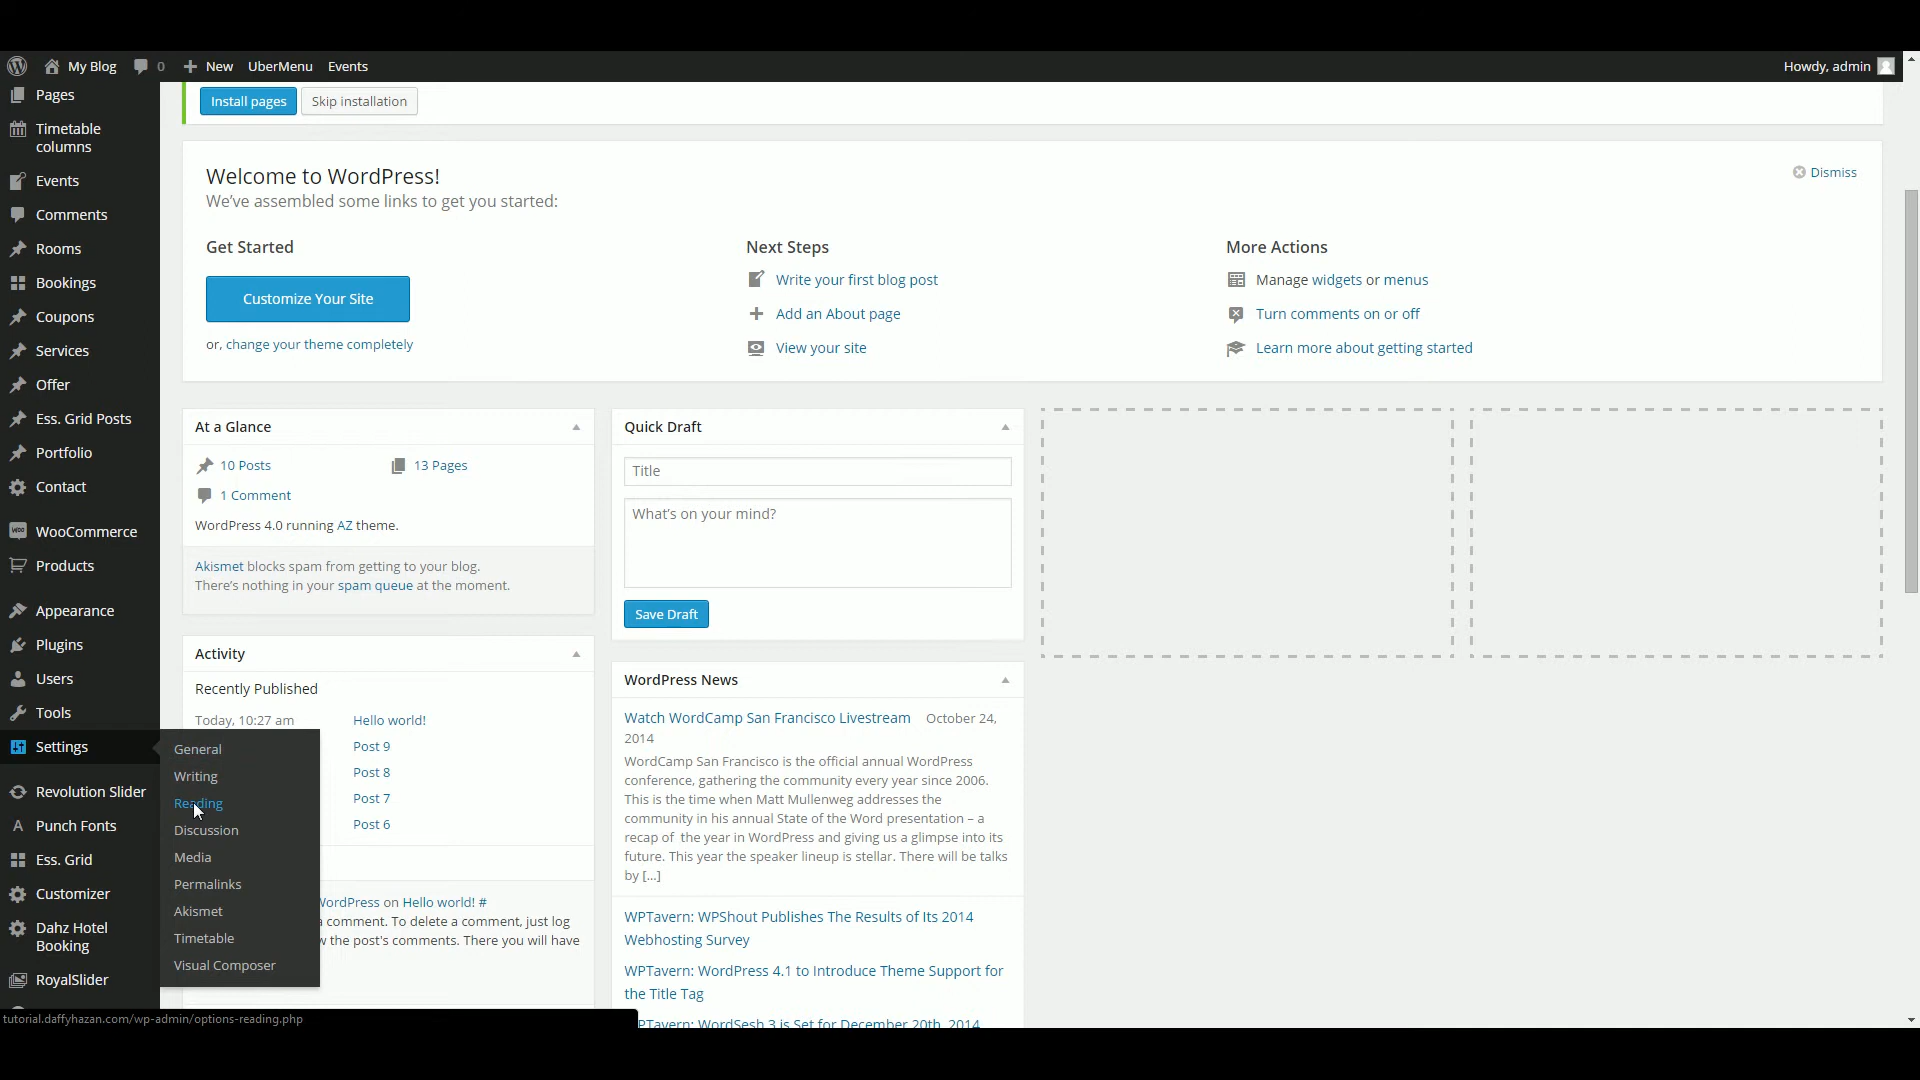 My Blog 0 New UberMenu Events Howdy, admin
Pages
Timetable
columns
Events
Comments
Rooms
Bookings
Coupons
Services
Offer
Ess. Grid Posts
Portfolio
Contact
WooCommerce
Products
Appearance
Plugins
Users
Tools
Settings
Revolution Slider
Punch Fonts
Ess. Grid
Customizer
Dahz Hotel
Booking
RoyalSlider
General
Writing
Reading
Discussion
Media
Permalinks
Akismet
Timetable
Visual Composer
Install pages Skip installation
Welcome to WordPress!
Dismiss
We've assembled some links to get you started:
Get Started
Customize Your Site
or, change your theme completely
Next Steps
Write your first blog post
Add an About page
View your site
More Actions
Manage widgets or menus
Turn comments on or off
Learn more about getting started
At a Glance
10 Posts 13 Pages
1 Comment
WordPress 4.0 running AZ theme.
Akismet blocks spam from getting to your blog.
There's nothing in your spam queue at the moment.
Activity
Recently Published
Today, 10:27 am Hello world!
Post 9
Post 8
Post 7
Post 6
WordPress on Hello world! #
a comment. To delete a comment, just log
the post's comments. There you will have
Quick Draft
Title
What's on your mind?
Save Draft
WordPress News
Watch WordCamp San Francisco Livestream October 24,
2014
WordCamp San Francisco is the official annual WordPress
conference, gathering the community every year since 2006.
This is the time when Matt Mullenweg addresses the
community in his annual State of the Word presentation – a
recap of the year in WordPress and giving us a glimpse into its
future. This year the speaker lineup is stellar. There will be talks
by [...]
WPTavern: WPShout Publishes The Results of Its 2014
Webhosting Survey
WPTavern: WordPress 4.1 to Introduce Theme Support for
the Title Tag
WPTavern: WordSesh 3 is Set for December 20th, 2014
tutorial.daffyhazan.com/wp-admin/options-reading.php